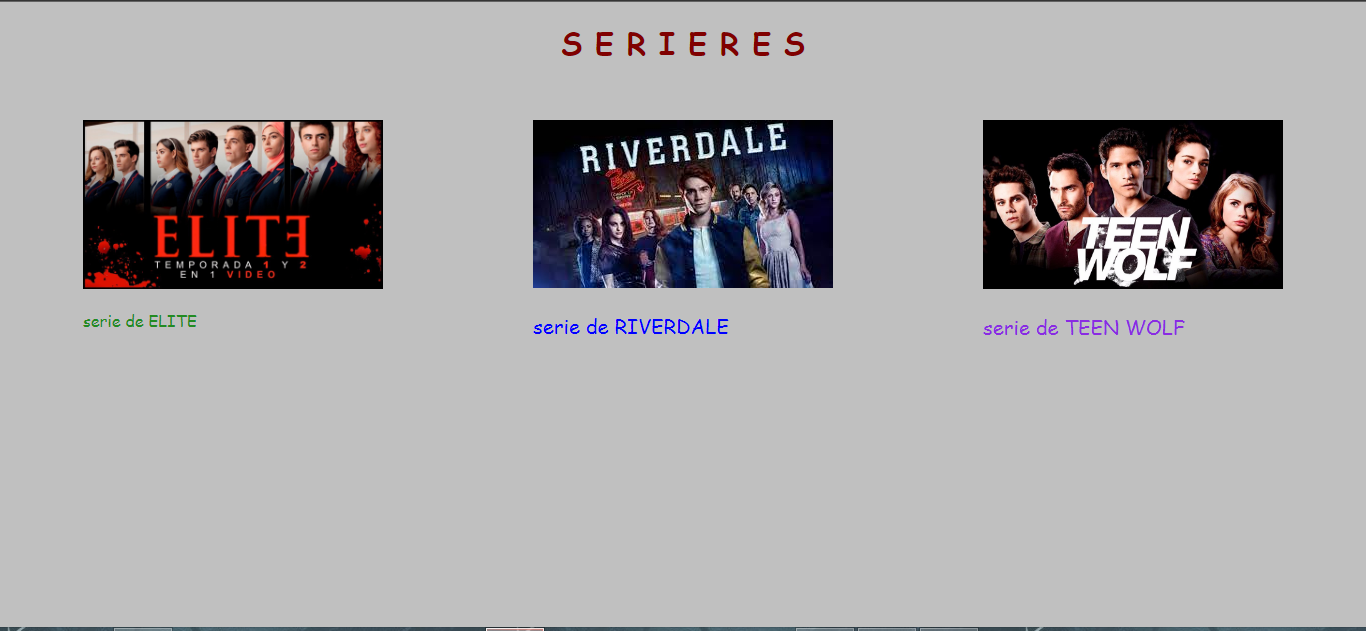 S E R I E R E S
ELITE
TEMPORADA 1 Y 2
EN 1 VIDEO
serie de ELITE
RIVERDALE
serie de RIVERDALE
TEEN
WOLF
serie de TEEN WOLF